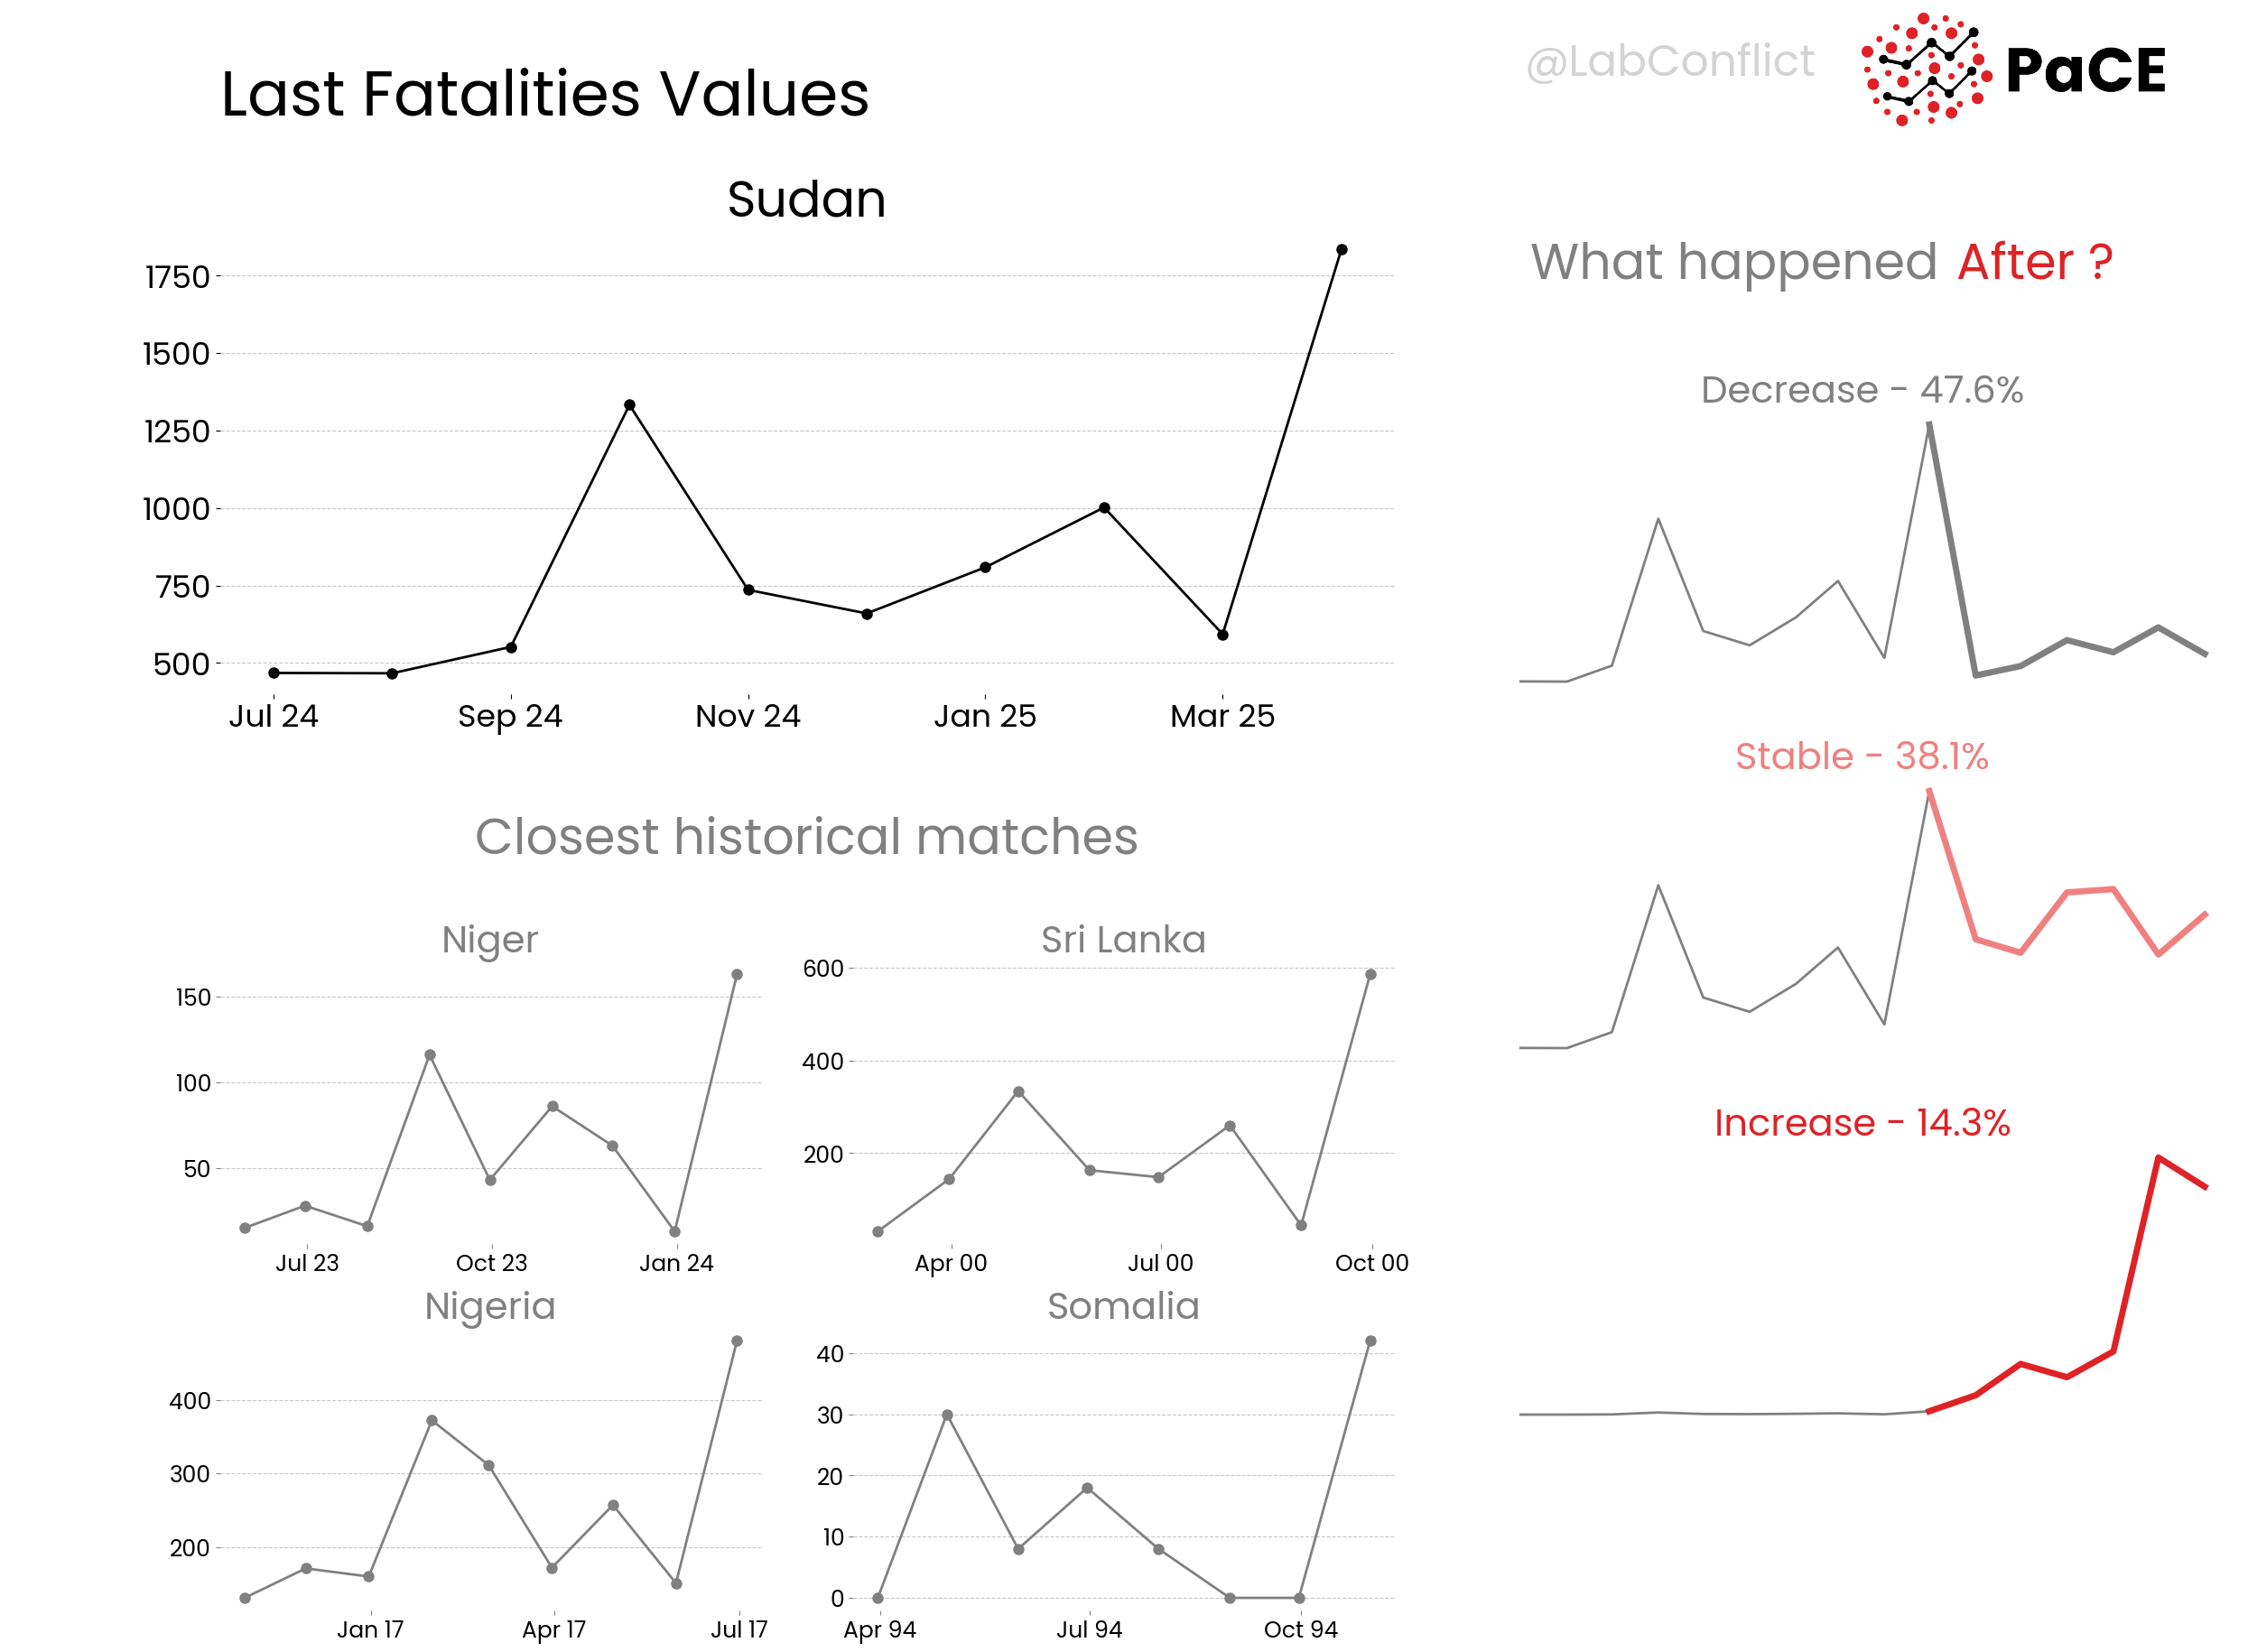 @LabConflict
PaCE
Last Fatalities Values
Sudan
1750
1500
1250
1000
750
500
Jul 24 Sep 24 Nov 24 Jan 25 Mar 25
Closest historical matches
Niger
150
100
50
Jul 23 Oct 23 Jan 24
Sri Lanka
600
400
200
Apr 00 Jul 00 Oct 00
Nigeria
400
300
200
Jan 17 Apr 17 Jul 17
Somalia
40
30
20
10
0
Apr 94 Jul 94 Oct 94
What happened After ?
Decrease - 47.6%
Stable - 38.1%
Increase - 14.3%